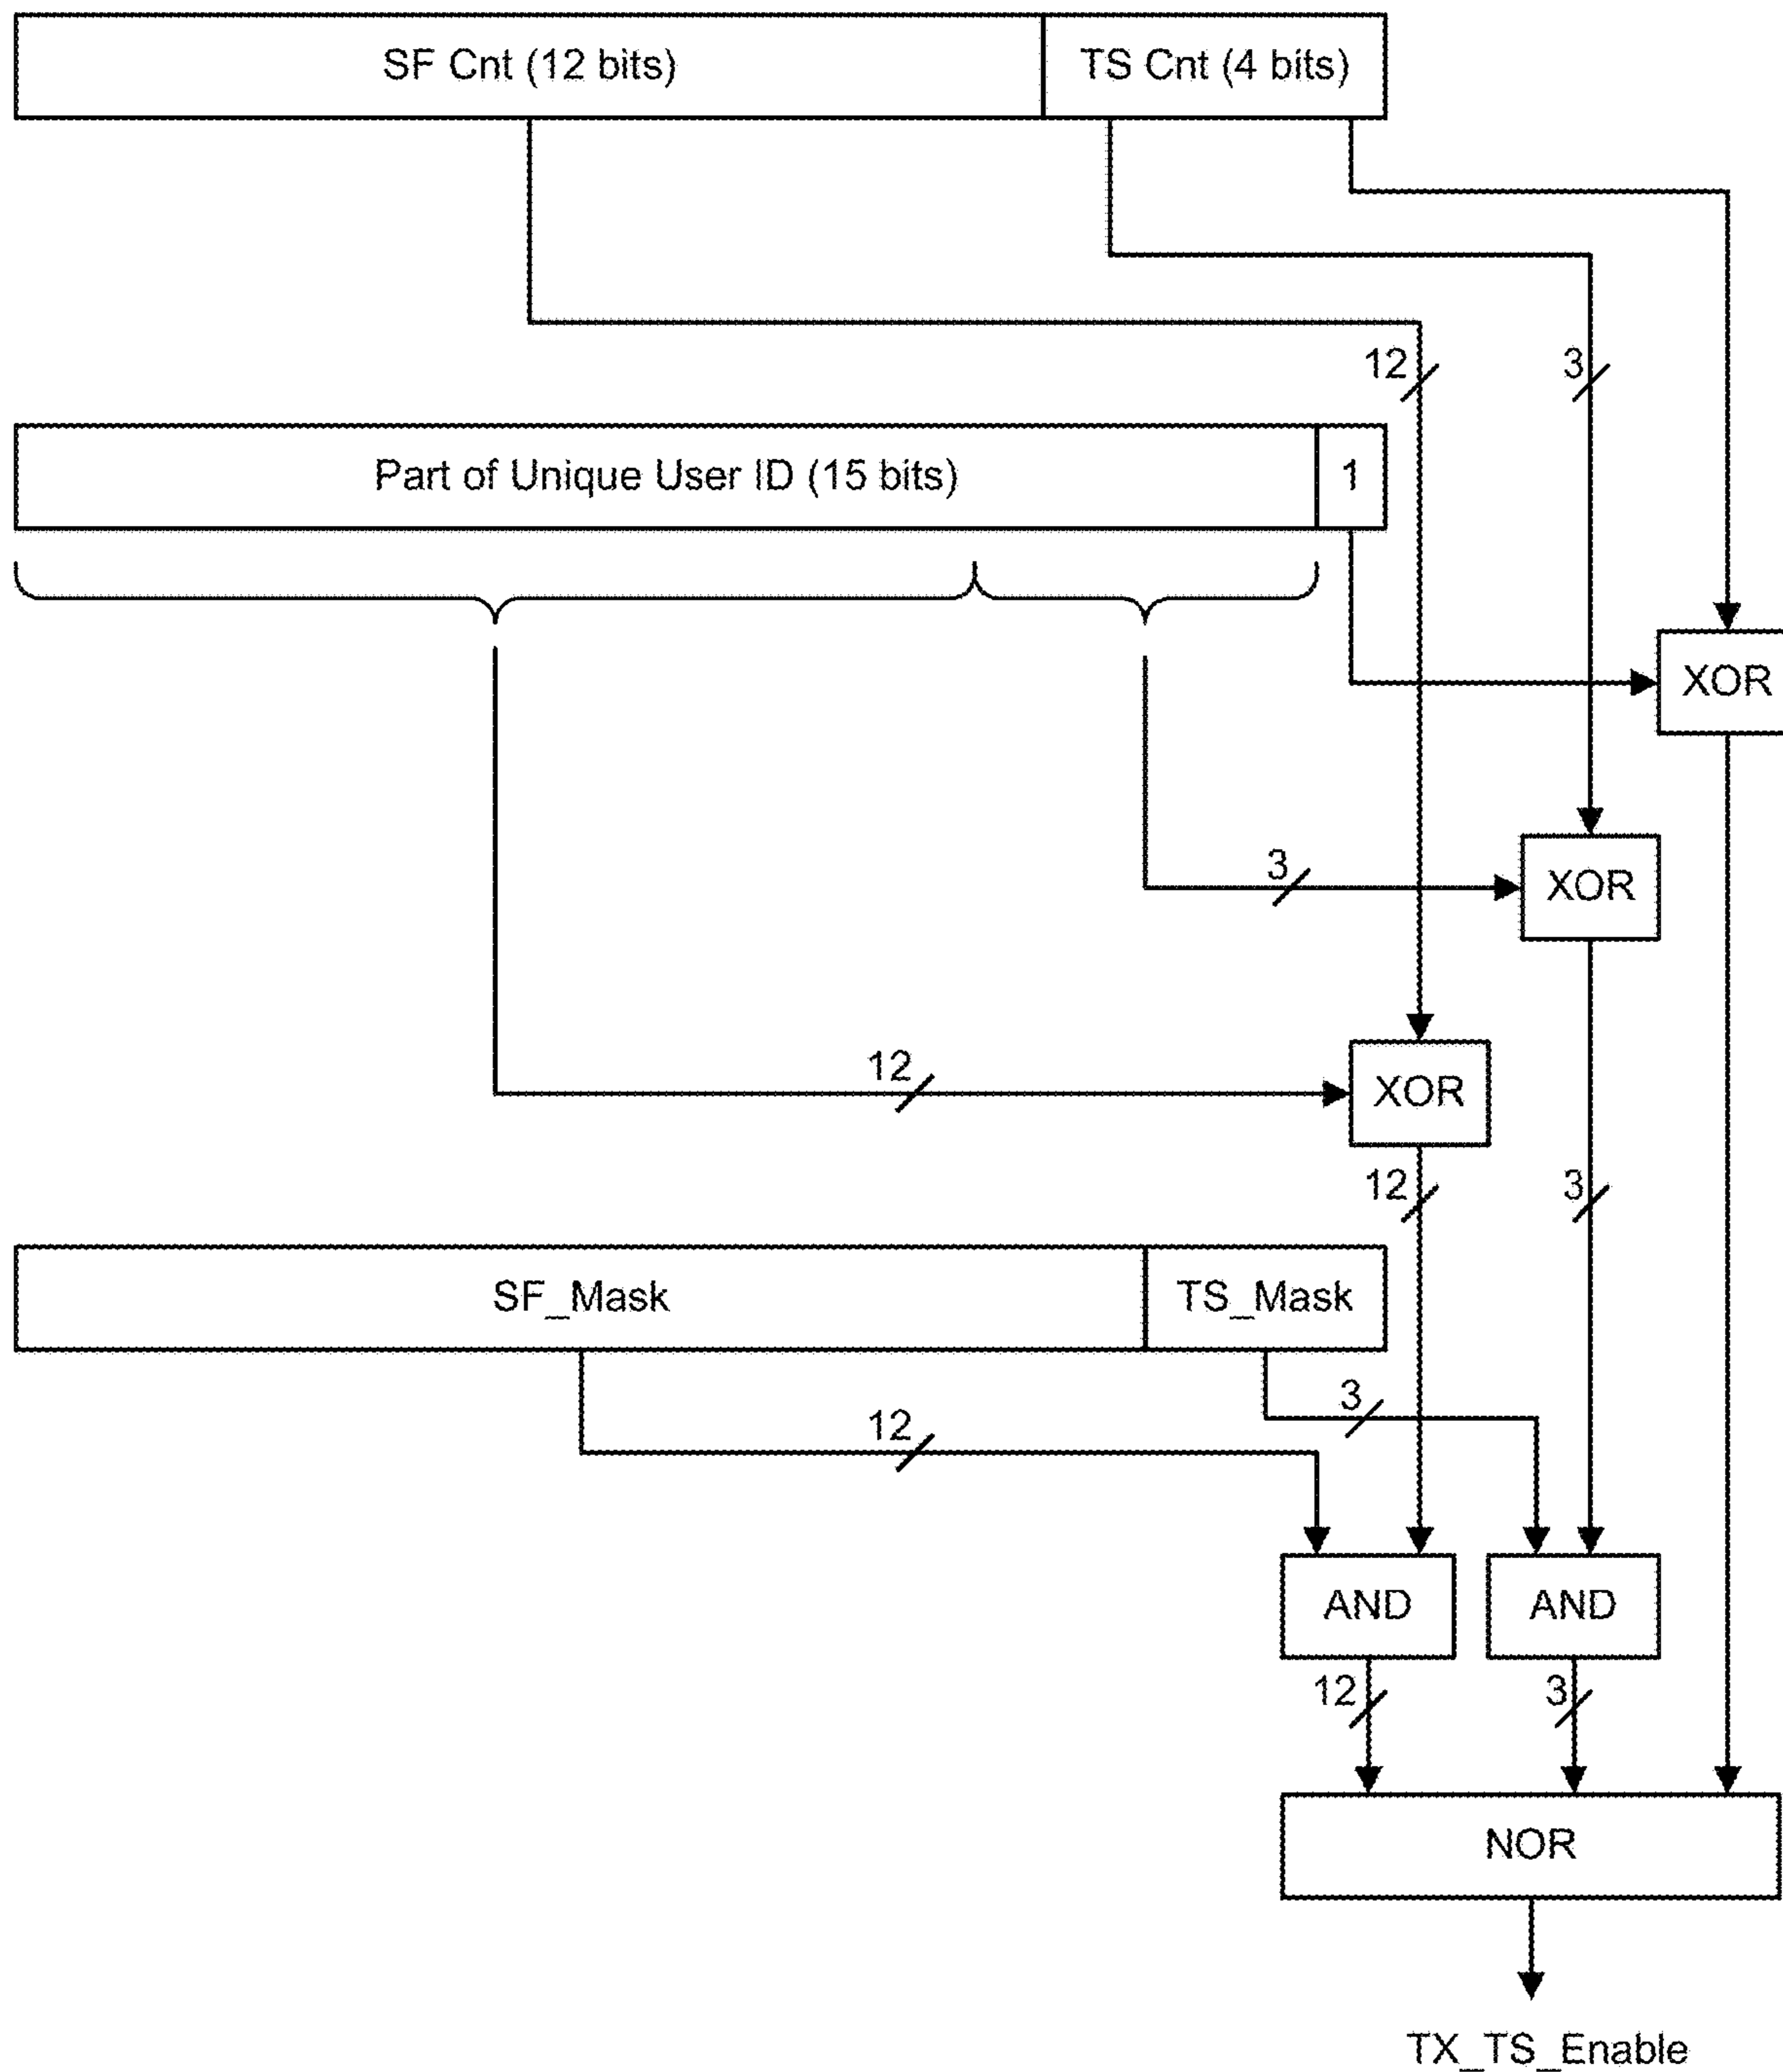 SF Cnt (12 bits) TS Cnt (4 bits)
12 3
Part of Unique User ID (15 bits) 1
XOR
3 XOR
12 XOR
12 3
SF_Mask TS_Mask
3
12
AND AND
12 3
NOR
TX_TS_Enable